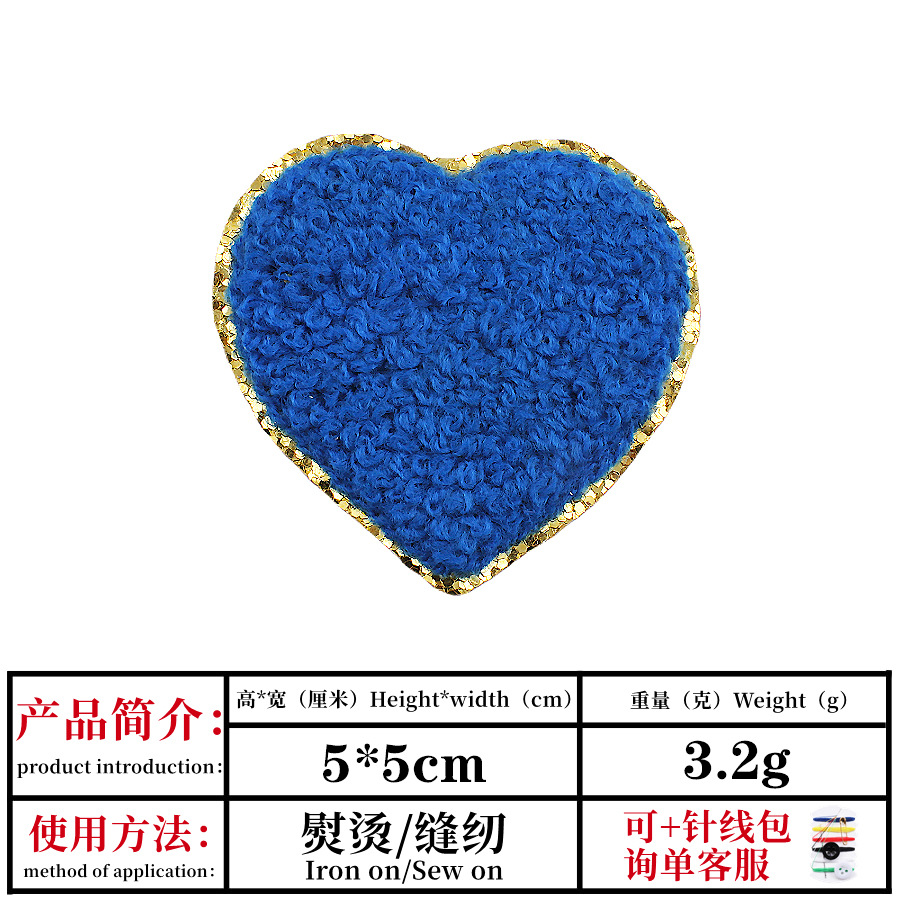 产品简介：
product introduction：
高*宽（厘米）Height*width（cm）
重量（克）Weight（g）
5*5cm
3.2g
使用方法：
method of application：
熨烫/缝纫
Iron on/Sew on
可+针线包
询单客服